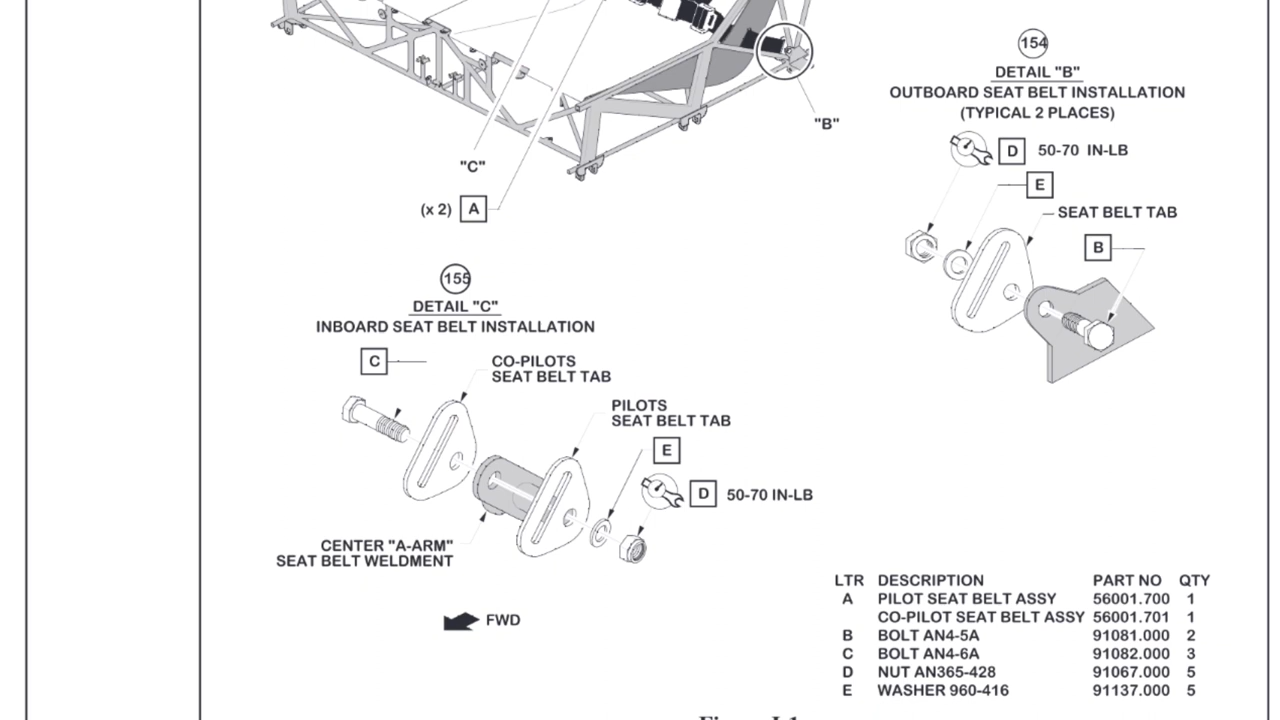 "B"
"C"
(x 2) A
154
DETAIL "B"
OUTBOARD SEAT BELT INSTALLATION
(TYPICAL 2 PLACES)
D 50-70 IN-LB
E
SEAT BELT TAB
B
155
DETAIL "C"
INBOARD SEAT BELT INSTALLATION
C
CO-PILOTS
SEAT BELT TAB
PILOTS
SEAT BELT TAB
E
D 50-70 IN-LB
CENTER "A-ARM"
SEAT BELT WELDMENT
FWD
LTR DESCRIPTION PART NO QTY
A PILOT SEAT BELT ASSY 56001.700 1
CO-PILOT SEAT BELT ASSY 56001.701 1
B BOLT AN4-5A 91081.000 2
C BOLT AN4-6A 91082.000 3
D NUT AN365-428 91067.000 5
E WASHER 960-416 91137.000 5